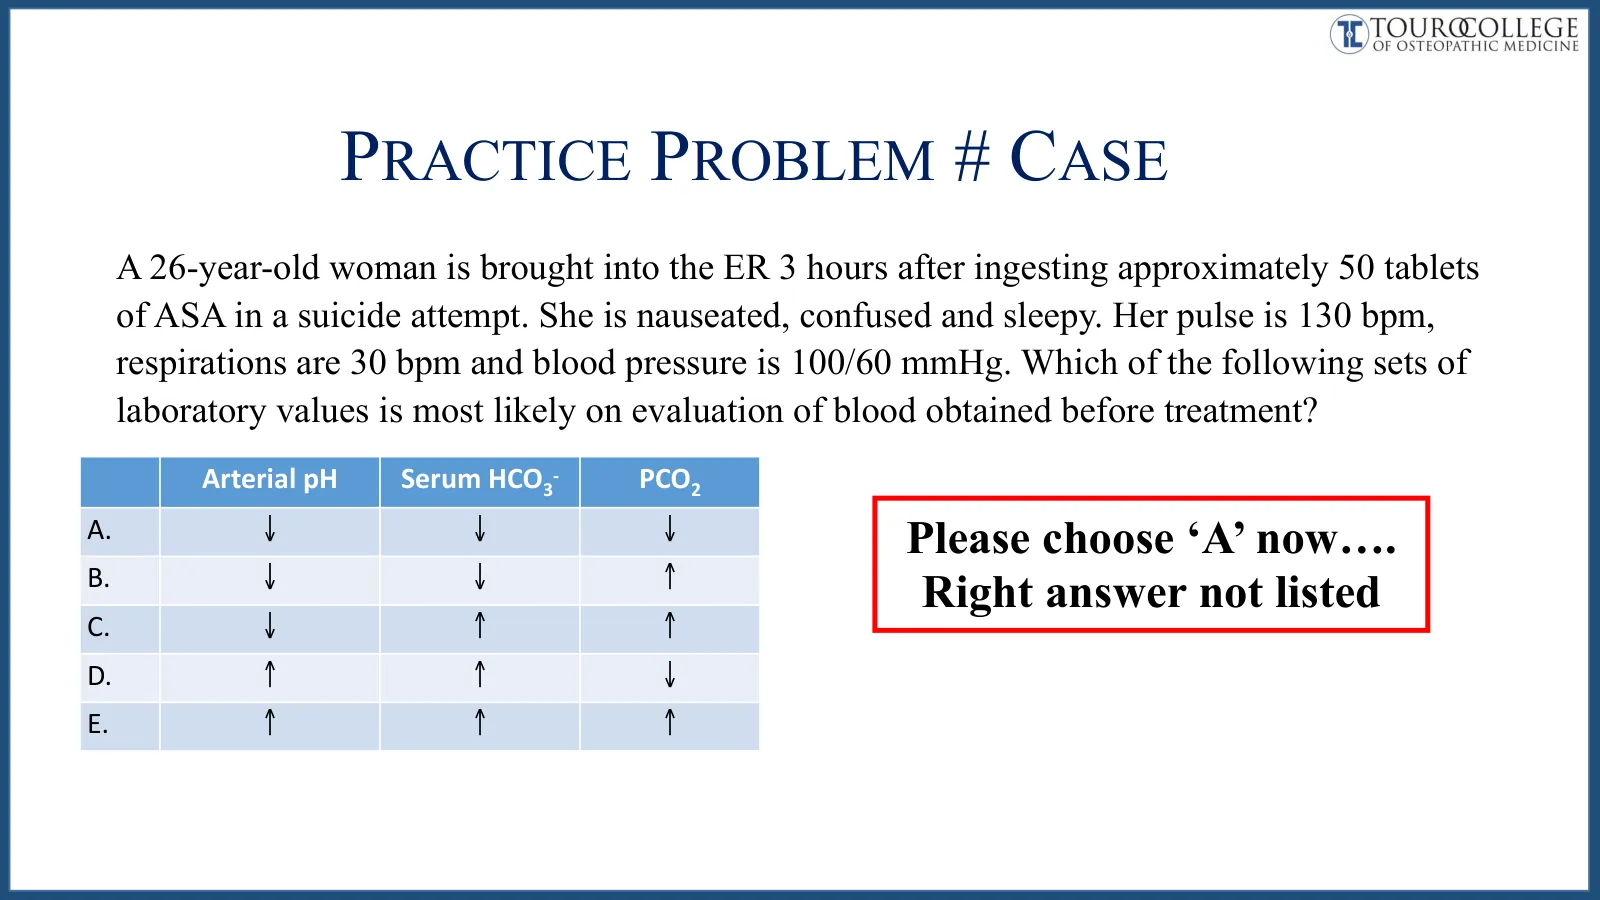 TOURO COLLEGE
OF OSTEOPATHIC MEDICINE
PRACTICE PROBLEM # CASE
A 26-year-old woman is brought into the ER 3 hours after ingesting approximately 50 tablets
of ASA in a suicide attempt. She is nauseated, confused and sleepy. Her pulse is 130 bpm,
respirations are 30 bpm and blood pressure is 100/60 mmHg. Which of the following sets of
laboratory values is most likely on evaluation of blood obtained before treatment?
Arterial pH Serum HCO₃⁻ PCO₂
A. ↓ ↓ ↓
B. ↓ ↓ ↑
C. ↓ ↑ ↑
D. ↑ ↑ ↓
E. ↑ ↑ ↑
Please choose ‘A’ now….
Right answer not listed